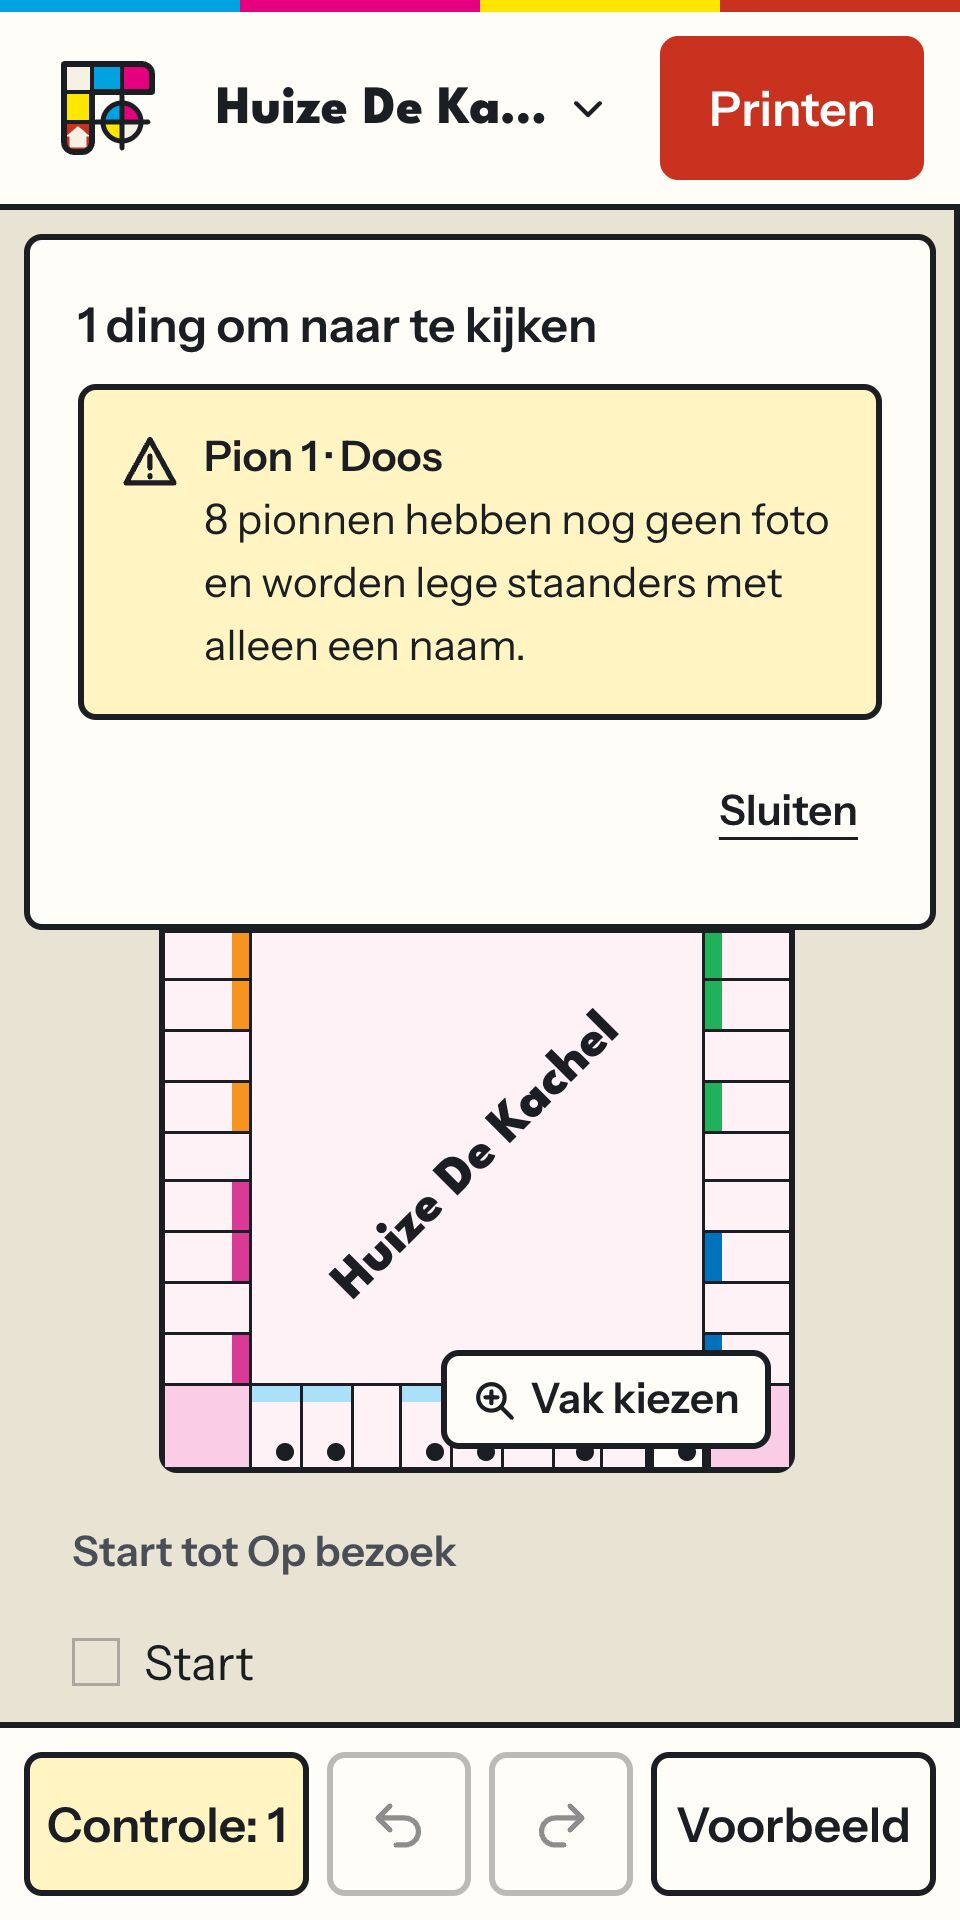 Huize De Ka...
Printen
1 ding om naar te kijken
Pion 1 · Doos
8 pionnen hebben nog geen foto
en worden lege staanders met
alleen een naam.
Sluiten
Huize De Kachel
Vak kiezen
Start tot Op bezoek
Start
Controle: 1
Voorbeeld